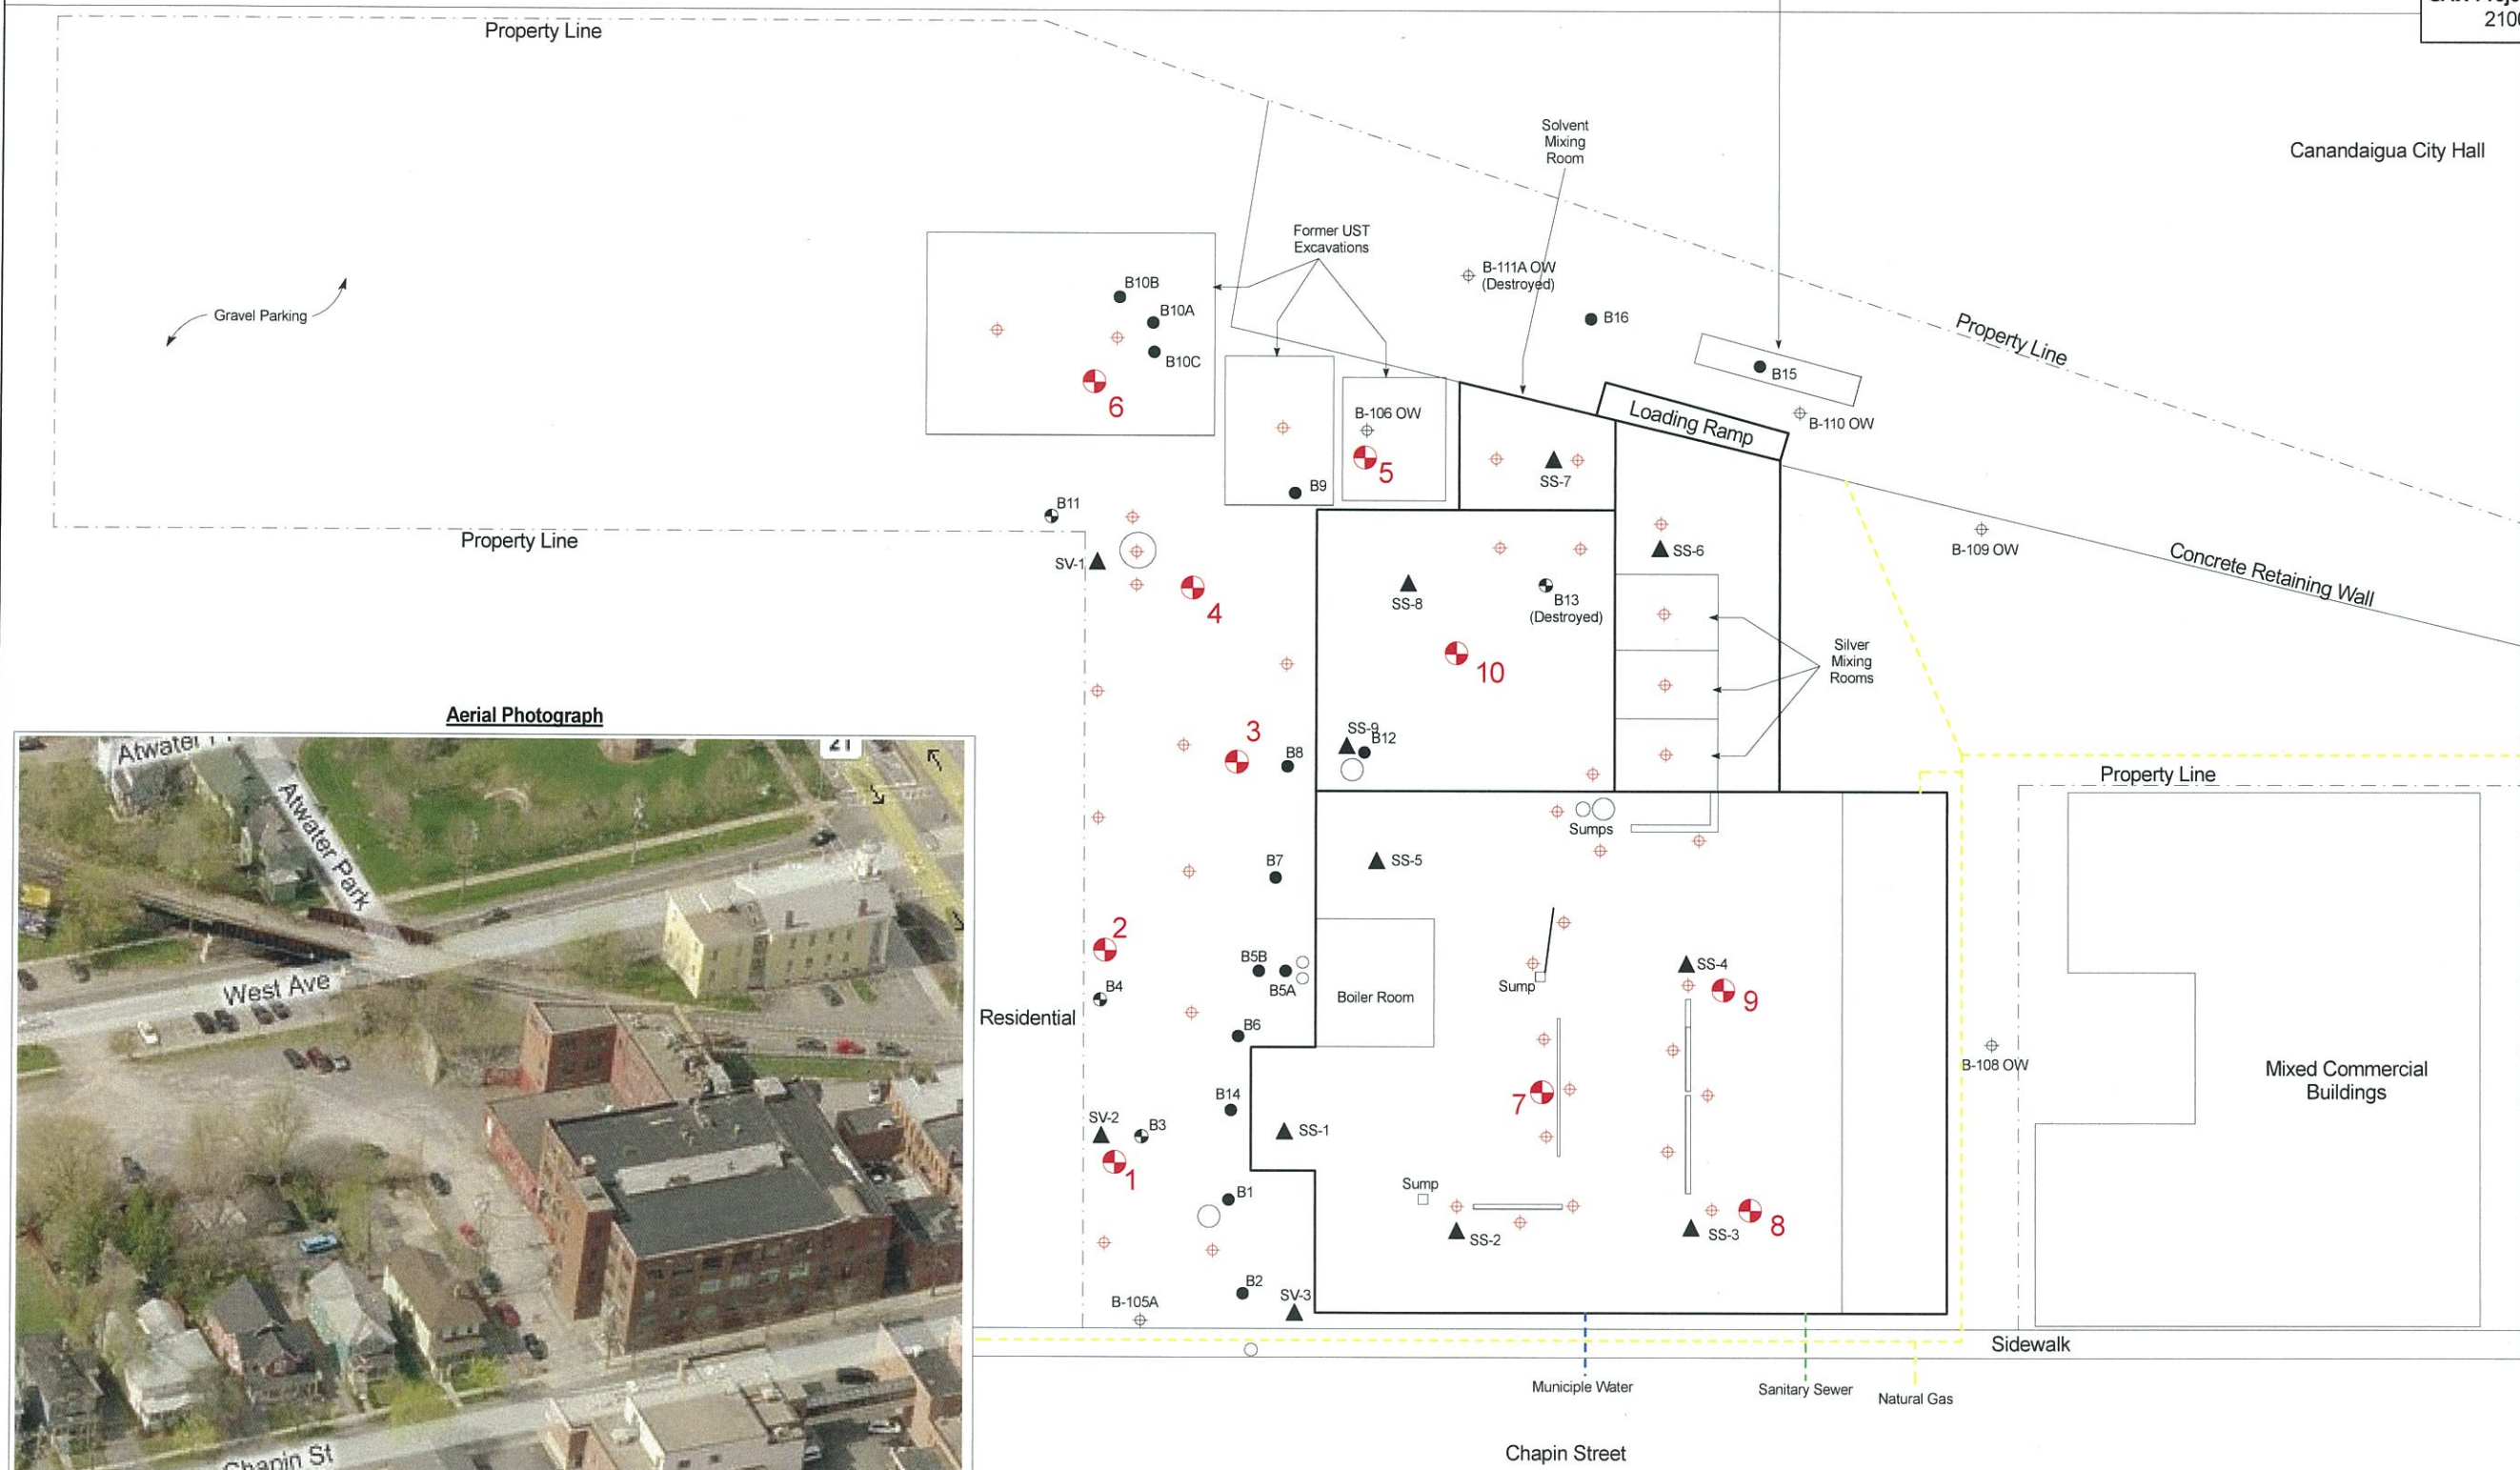 2100
Property Line
Canandaigua City Hall
Solvent
Mixing
Room
Former UST
Excavations
B-111A OW
(Destroyed)
B10B
B10A
B10C
6
Gravel Parking
B16
Property Line
B15
B-110 OW
Loading Ramp
B-106 OW
5
B9
SS-7
B11
Property Line
SV-1
4
SS-6
B-109 OW
Concrete Retaining Wall
SS-8
B13
(Destroyed)
10
Silver
Mixing
Rooms
3
B8
SS-9
B12
Property Line
Sumps
B7
SS-5
2
B4
B5B
B5A
Boiler Room
Sump
SS-4
9
Residential
B6
B-108 OW
Mixed Commercial
Buildings
B14
7
SV-2
B3
1
SS-1
Sump
B1
SS-2
SS-3
8
B2
B-105A
SV-3
Sidewalk
Municiple Water
Sanitary Sewer
Natural Gas
Chapin Street
Aerial Photograph
21
Atwater Park
West Ave
Chapin St